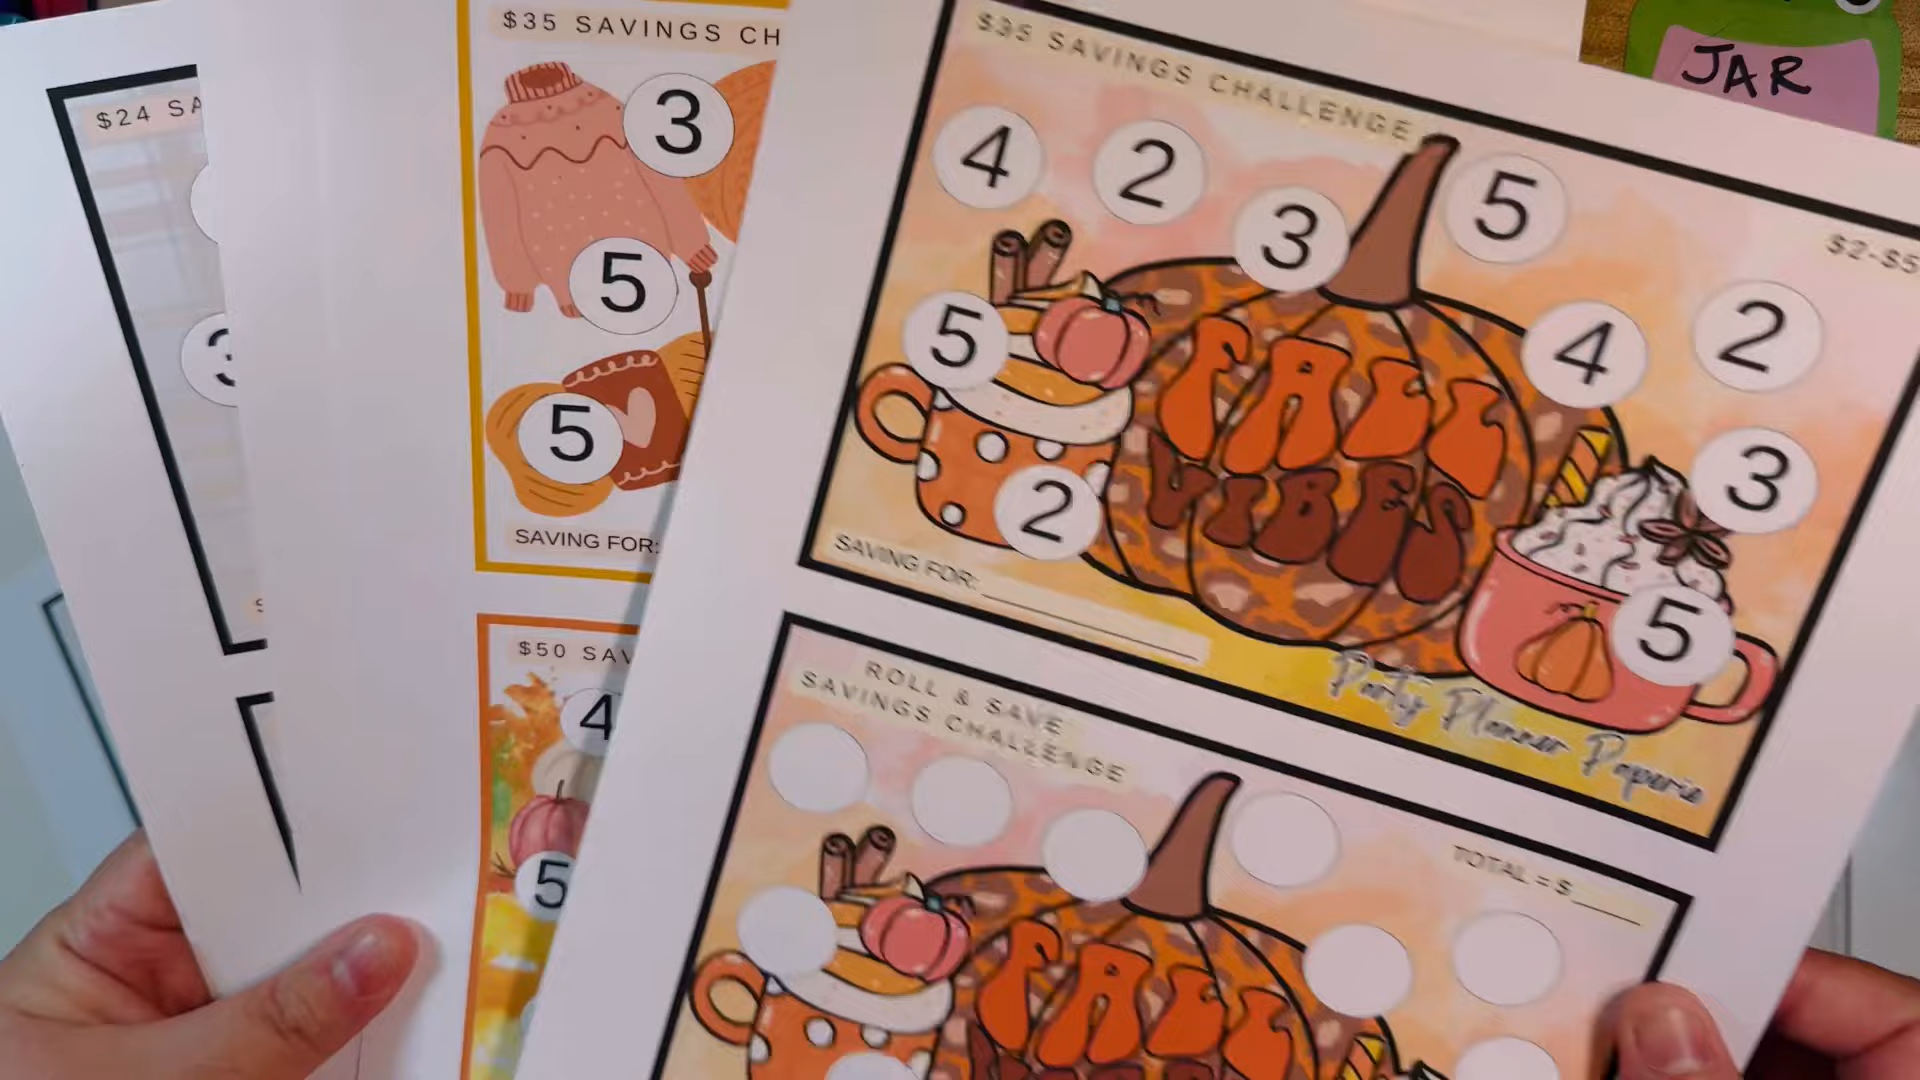 JAR
$24 SA
3
$35 SAVINGS CH
3
5
5
SAVING FOR:
$50 SAV
4
5
$35 SAVINGS CHALLENGE
$2-$5
4
2
3
5
5
4
2
2
3
5
FALL
VIBES
SAVING FOR:
Party Planner Paperie
ROLL & SAVE
SAVINGS CHALLENGE
TOTAL = $
FALL